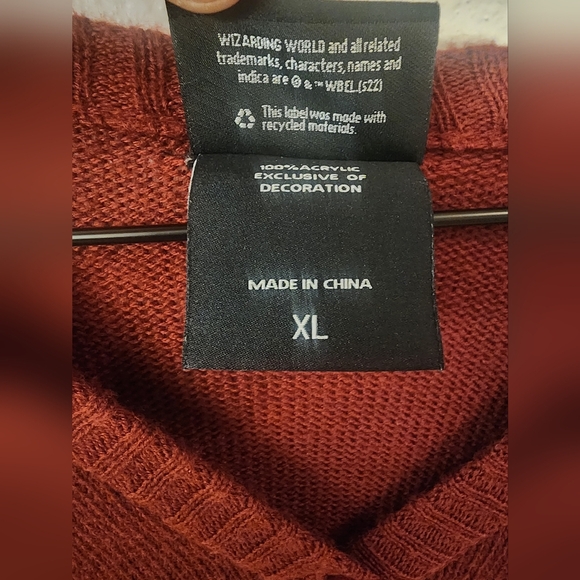 WIZARDING WORLD and all related
trademarks, characters, names and
indica are © & ™ WBEI.(s22)
This label was made with
recycled materials.
100% ACRYLIC
EXCLUSIVE OF
DECORATION
MADE IN CHINA
XL